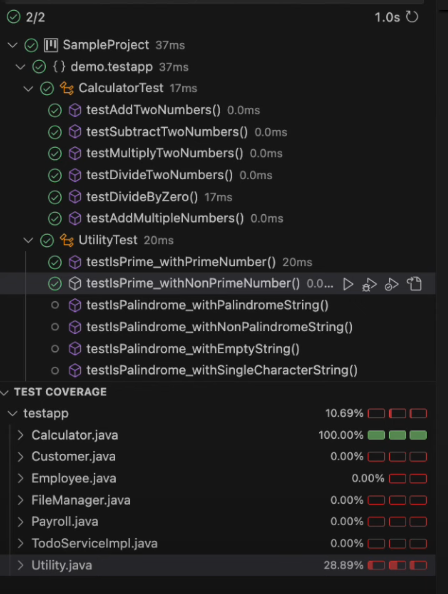 2/2 1.0s
SampleProject 37ms
{} demo.testapp 37ms
CalculatorTest 17ms
testAddTwoNumbers() 0.0ms
testSubtractTwoNumbers() 0.0ms
testMultiplyTwoNumbers() 0.0ms
testDivideTwoNumbers() 0.0ms
testDivideByZero() 17ms
testAddMultipleNumbers() 0.0ms
UtilityTest 20ms
testIsPrime_withPrimeNumber() 20ms
testIsPrime_withNonPrimeNumber() 0.0...
testIsPalindrome_withPalindromeString()
testIsPalindrome_withNonPalindromeString()
testIsPalindrome_withEmptyString()
testIsPalindrome_withSingleCharacterString()
TEST COVERAGE
testapp 10.69%
Calculator.java 100.00%
Customer.java 0.00%
Employee.java 0.00%
FileManager.java 0.00%
Payroll.java 0.00%
TodoServiceImpl.java 0.00%
Utility.java 28.89%